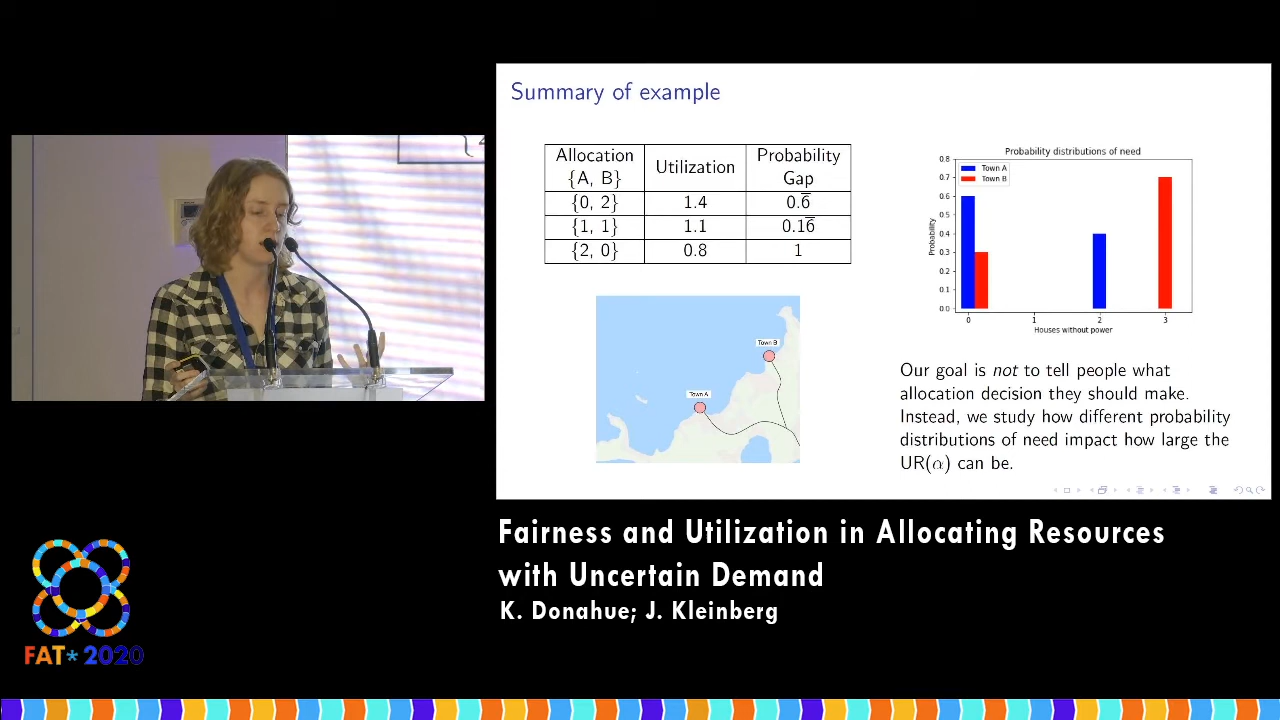 Summary of example
Allocation {A, B} Utilization Probability Gap
{0, 2} 1.4 0.6̅
{1, 1} 1.1 0.16̅
{2, 0} 0.8 1
Town B
Town A
Probability distributions of need
Town A
Town B
Probability
0.8
0.7
0.6
0.5
0.4
0.3
0.2
0.1
0.0
0 1 2 3
Houses without power
Our goal is not to tell people what
allocation decision they should make.
Instead, we study how different probability
distributions of need impact how large the
UR(α) can be.
Fairness and Utilization in Allocating Resources
with Uncertain Demand
K. Donahue; J. Kleinberg
FAT* 2020